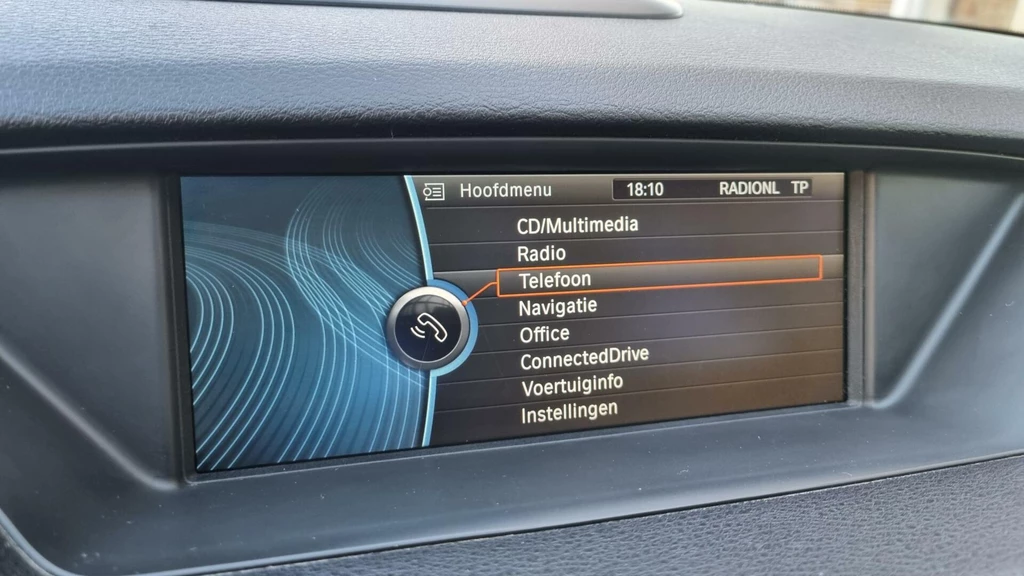 Hoofdmenu 18:10 RADIONL TP
CD/Multimedia
Radio
Telefoon
Navigatie
Office
ConnectedDrive
Voertuiginfo
Instellingen